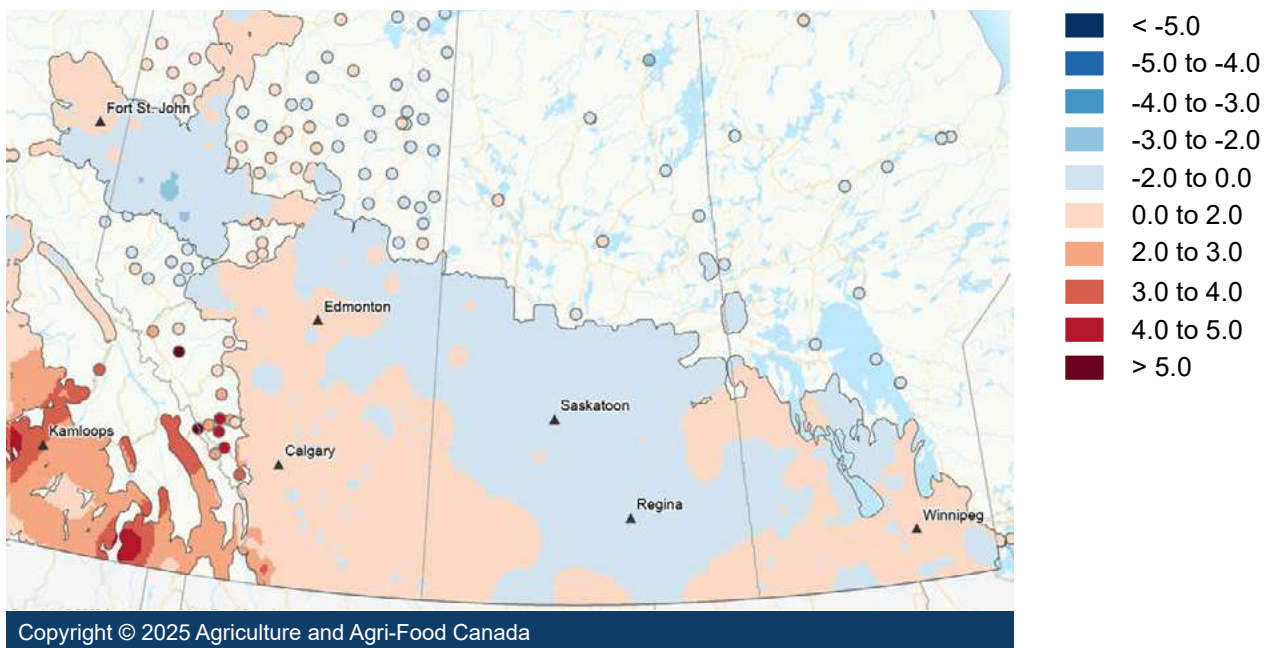 Fort St. John
Edmonton
Saskatoon
Kamloops
Calgary
Regina
Winnipeg
Copyright © 2025 Agriculture and Agri-Food Canada
< -5.0
-5.0 to -4.0
-4.0 to -3.0
-3.0 to -2.0
-2.0 to 0.0
0.0 to 2.0
2.0 to 3.0
3.0 to 4.0
4.0 to 5.0
> 5.0